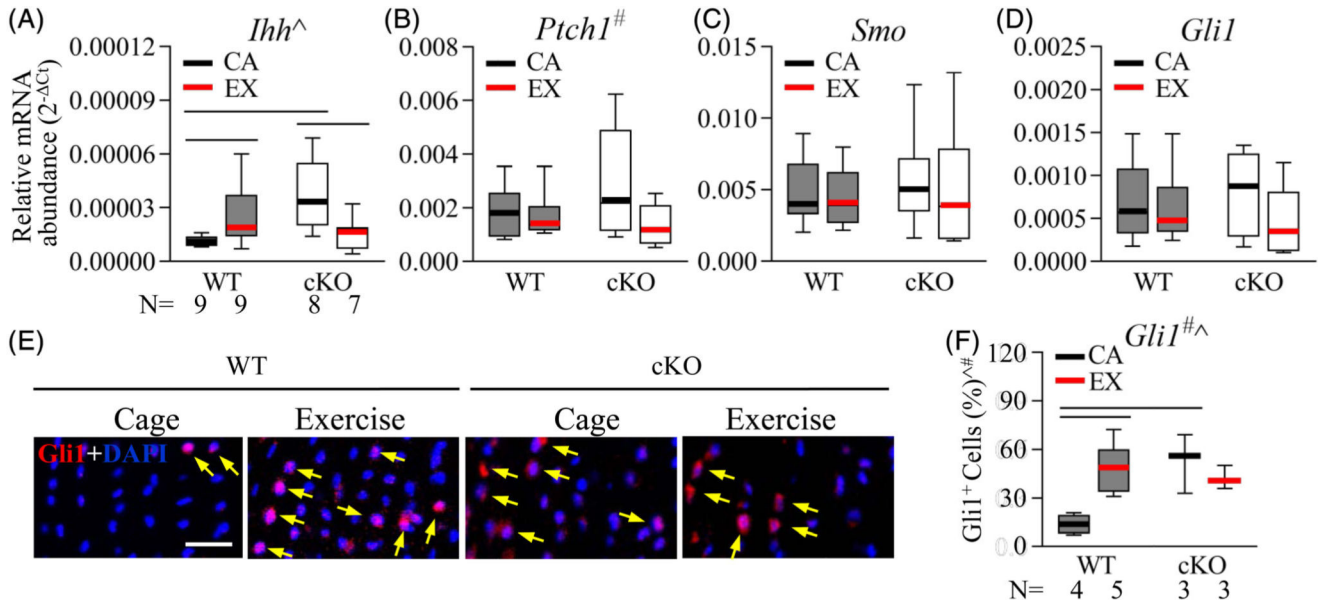 (A) Ihh^
Relative mRNA
abundance (2^-ΔCt)
0.00012
0.00009
0.00006
0.00003
0.00000
CA
EX
WT cKO
N= 9 9 8 7
(B) Ptch1#
0.008
0.006
0.004
0.002
0.000
CA
EX
WT cKO
(C) Smo
0.015
0.010
0.005
0.000
CA
EX
WT cKO
(D) Gli1
0.0025
0.0020
0.0015
0.0010
0.0005
0.0000
CA
EX
WT cKO
(E)
WT cKO
Cage Exercise Cage Exercise
Gli1+DAPI
(F) Gli1#^
Gli1+ Cells (%)^#
120
90
60
30
0.0
CA
EX
WT cKO
N= 4 5 3 3